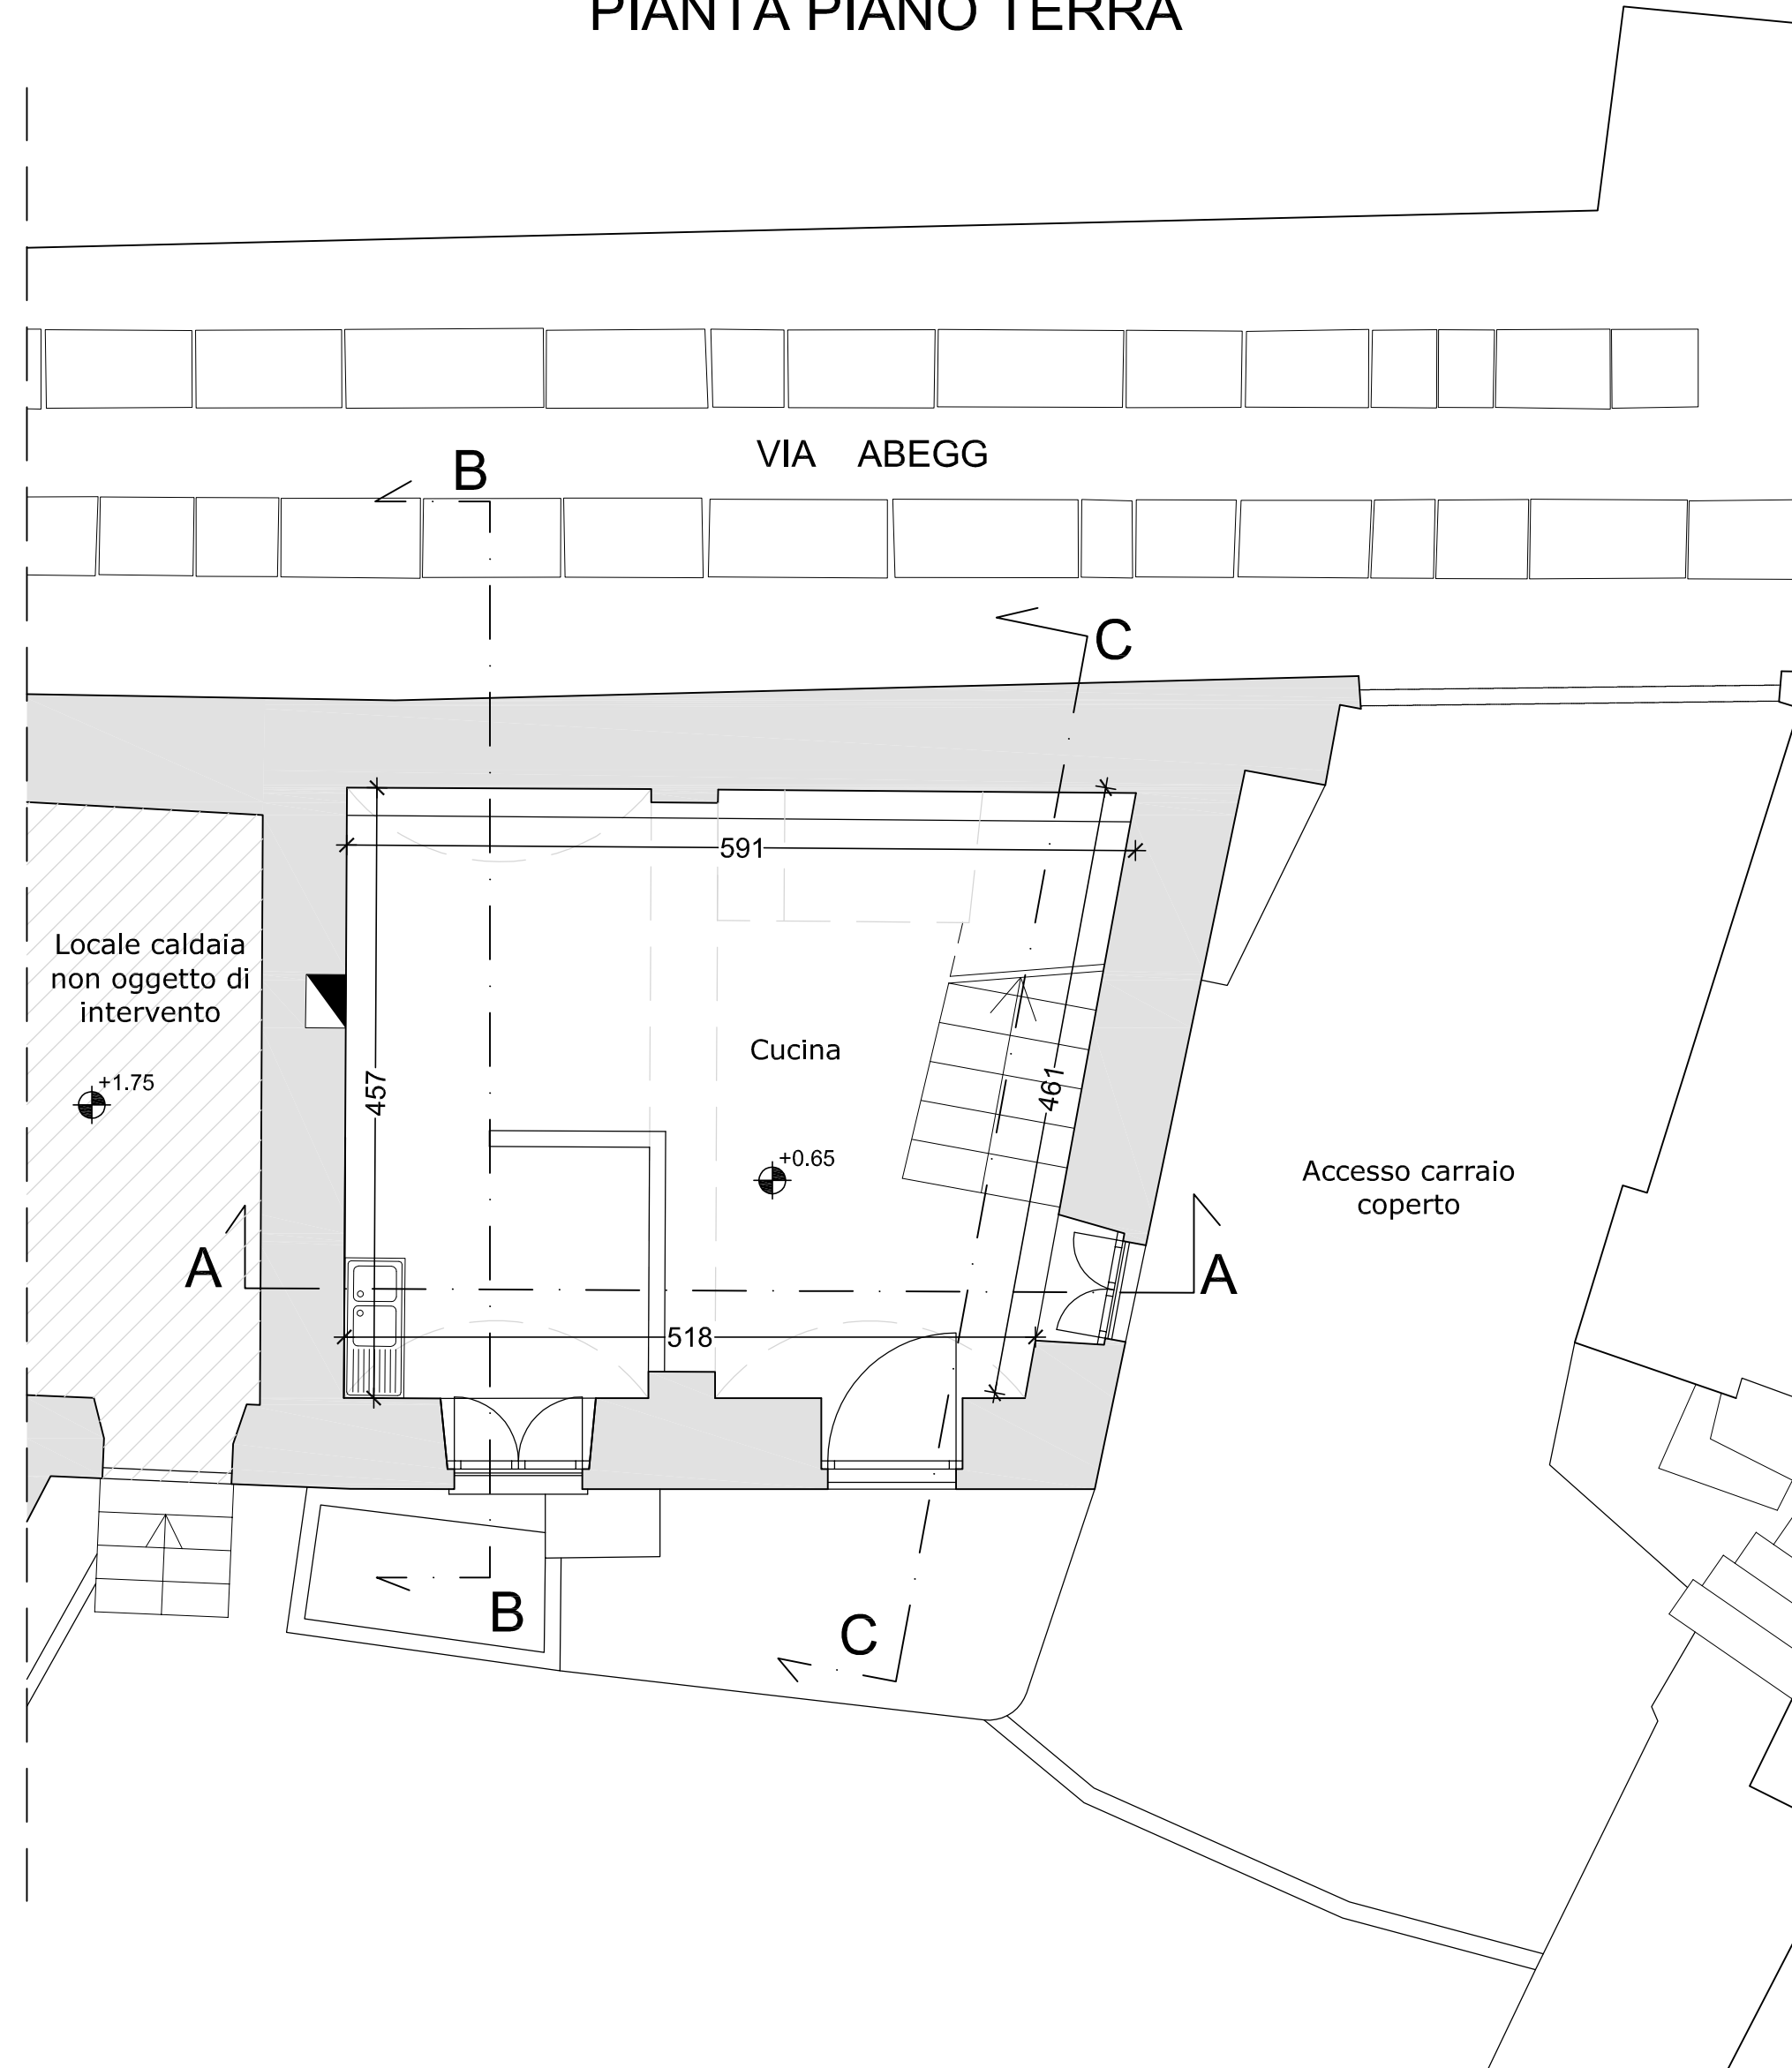 PIANTA PIANO TERRA
VIA ABEGG
B
C
591
Locale caldaia
non oggetto di
intervento
+1.75
Cucina
457
461
+0.65
Accesso carraio
coperto
A
A
518
B
C